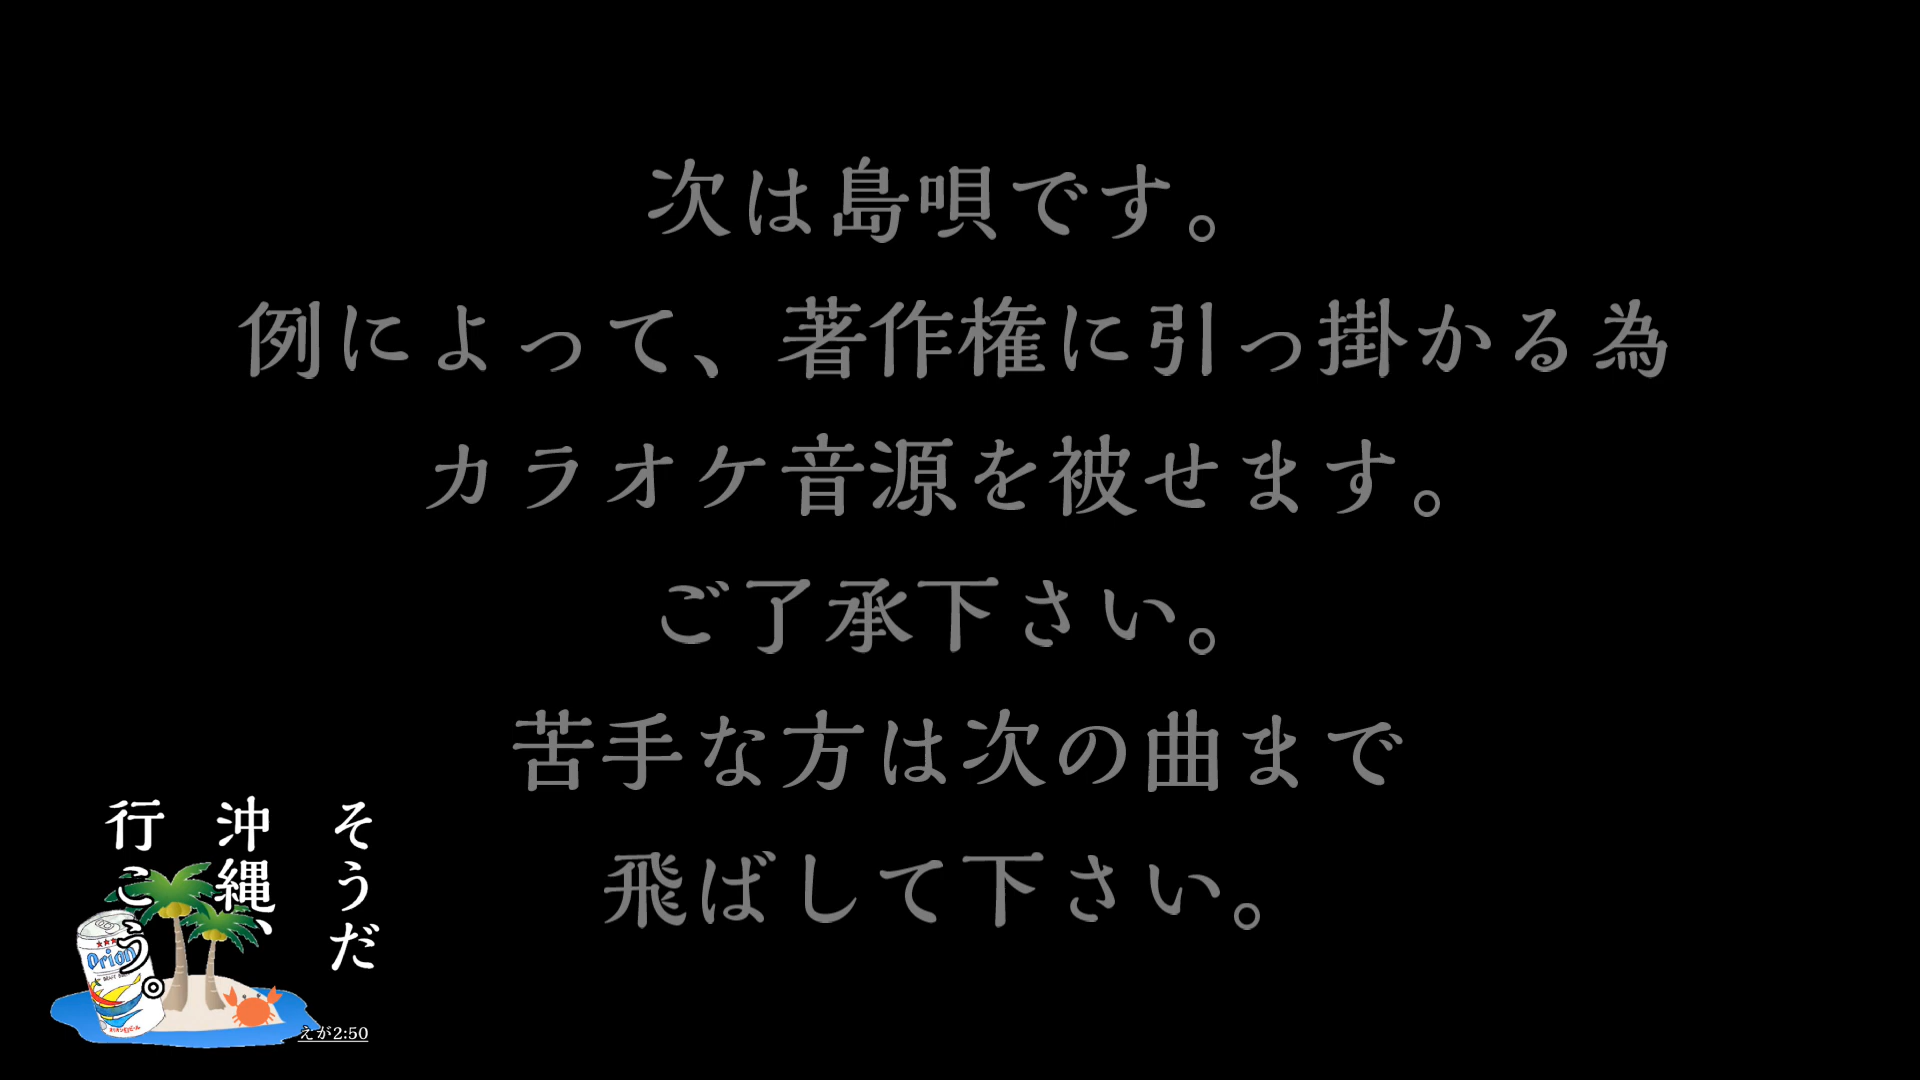 次は島唄です。
例によって、著作権に引っ掛かる為
カラオケ音源を被せます。
ご了承下さい。
苦手な方は次の曲まで
飛ばして下さい。
そうだ
沖縄、
行こう。
Orion
えが2:50